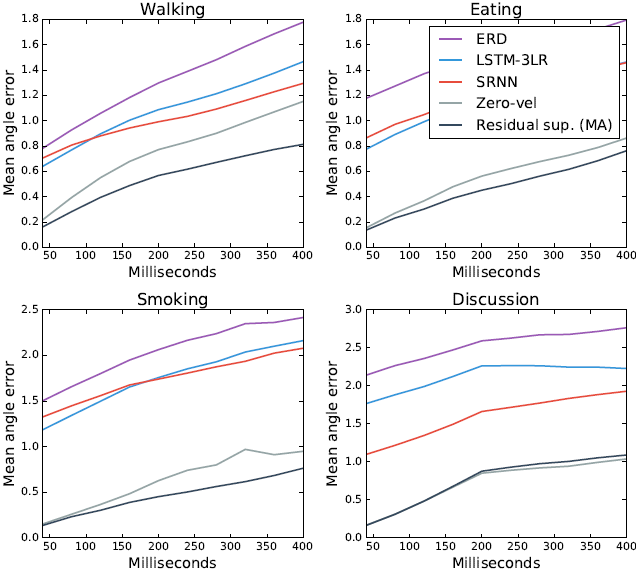 Walking
Mean angle error
1.8
1.6
1.4
1.2
1.0
0.8
0.6
0.4
0.2
0.0
50 100 150 200 250 300 350 400
Milliseconds
Eating
Mean angle error
1.8
1.6
1.4
1.2
1.0
0.8
0.6
0.4
0.2
0.0
50 100 150 200 250 300 350 400
Milliseconds
ERD
LSTM-3LR
SRNN
Zero-vel
Residual sup. (MA)
Smoking
Mean angle error
2.5
2.0
1.5
1.0
0.5
0.0
50 100 150 200 250 300 350 400
Milliseconds
Discussion
Mean angle error
3.0
2.5
2.0
1.5
1.0
0.5
0.0
50 100 150 200 250 300 350 400
Milliseconds